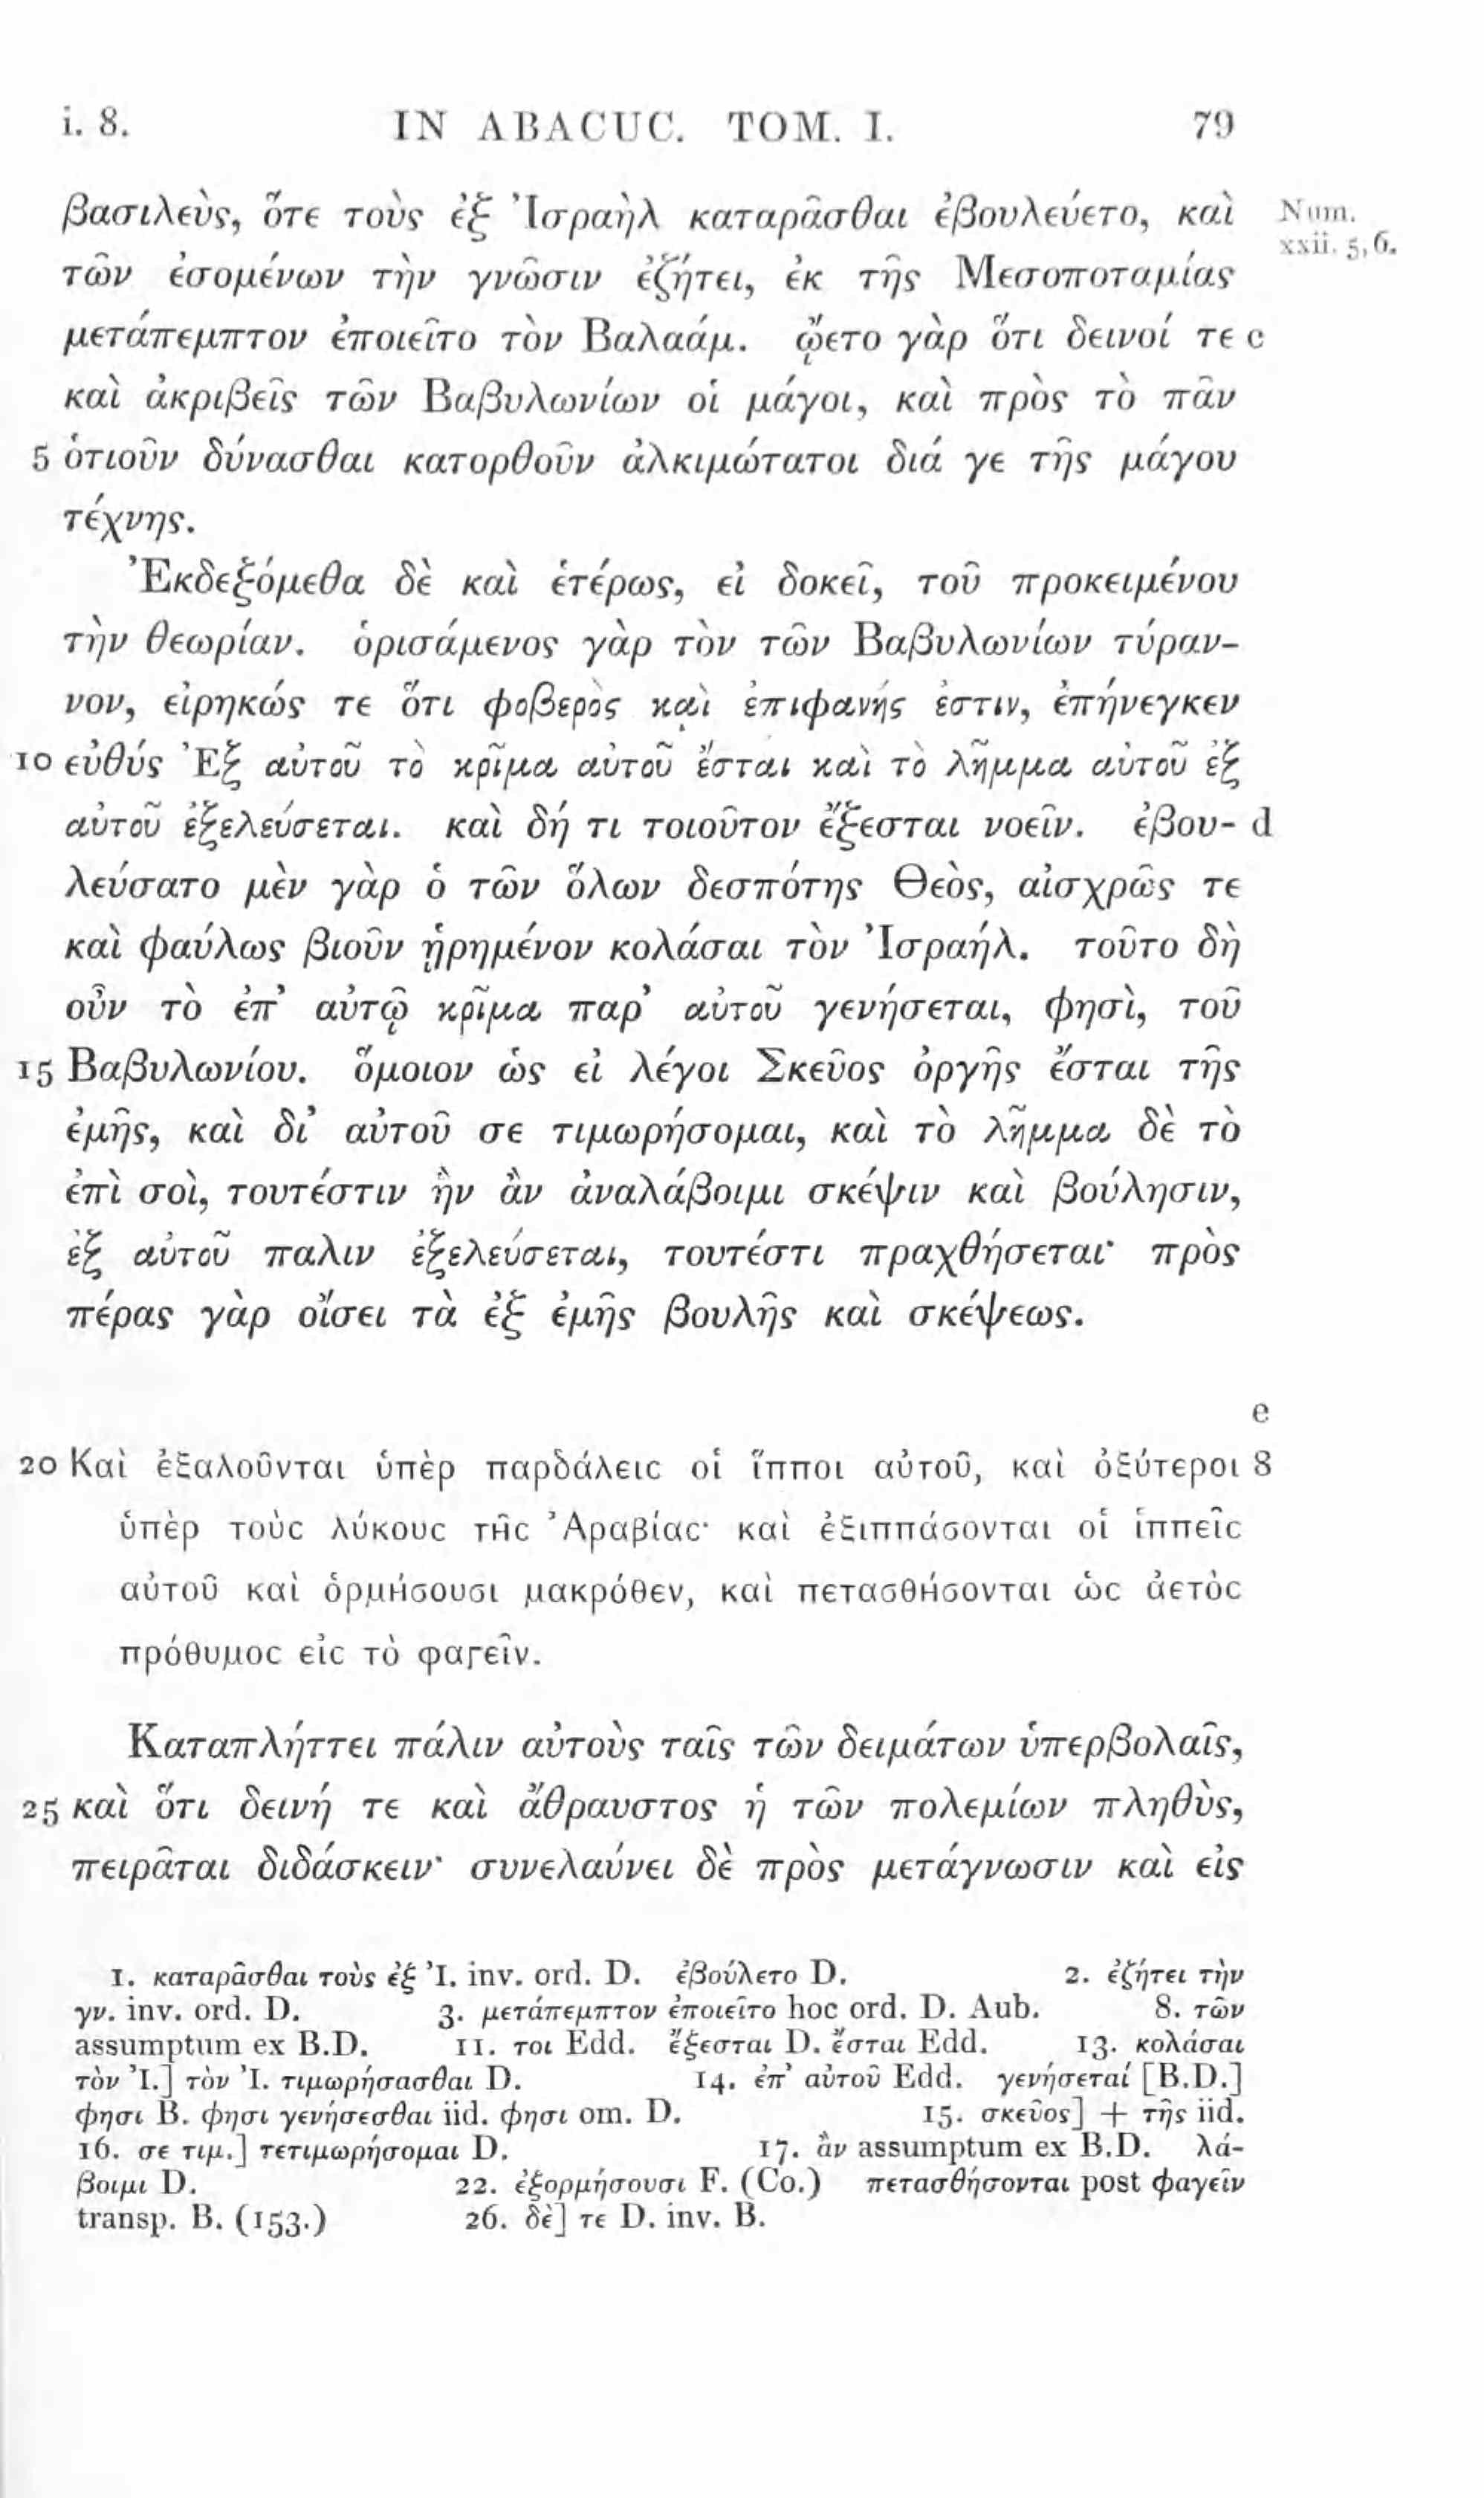 i. 8. IN ABACUC. TOM. I. 79
βασιλεὺς, ὅτε τοὺς ἐξ Ἰσραὴλ καταρᾶσθαι ἐβουλεύετο, καὶ Num.
xxii. 5, 6.
τῶν ἐσομένων τὴν γνῶσιν ἐζήτει, ἐκ τῆς Μεσοποταμίας
μετάπεμπτον ἐποιεῖτο τὸν Βαλαάμ. ᾤετο γὰρ ὅτι δεινοί τε c
καὶ ἀκριβεῖς τῶν Βαβυλωνίων οἱ μάγοι, καὶ πρὸς τὸ πᾶν
5 ὁτιοῦν δύνασθαι κατορθοῦν ἀλκιμώτατοι διά γε τῆς μάγου
τέχνης.
Ἐκδεξόμεθα δὲ καὶ ἑτέρως, εἰ δοκεῖ, τοῦ προκειμένου
τὴν θεωρίαν. ὁρισάμενος γὰρ τὸν τῶν Βαβυλωνίων τύραν-
νον, εἰρηκώς τε ὅτι φοβερὸς καὶ ἐπιφανής ἐστιν, ἐπήνεγκεν
10 εὐθύς Ἐξ αὐτοῦ τὸ κρῖμα αὐτοῦ ἔσται καὶ τὸ λῆμμα αὐτοῦ ἐξ
αὐτοῦ ἐξελεύσεται. καὶ δή τι τοιοῦτον ἔξεσται νοεῖν. ἐβου- d
λεύσατο μὲν γὰρ ὁ τῶν ὅλων δεσπότης Θεὸς, αἰσχρῶς τε
καὶ φαύλως βιοῦν ᾑρημένον κολάσαι τὸν Ἰσραήλ. τοῦτο δὴ
οὖν τὸ ἐπ’ αὐτῷ κρῖμα παρ’ αὐτοῦ γενήσεται, φησὶ, τοῦ
15 Βαβυλωνίου. ὅμοιον ὡς εἰ λέγοι Σκεῦος ὀργῆς ἔσται τῆς
ἐμῆς, καὶ δι’ αὐτοῦ σε τιμωρήσομαι, καὶ τὸ λῆμμα δὲ τὸ
ἐπὶ σοὶ, τουτέστιν ἣν ἂν ἀναλάβοιμι σκέψιν καὶ βούλησιν,
ἐξ αὐτοῦ παλιν ἐξελεύσεται, τουτέστι πραχθήσεται· πρὸς
πέρας γὰρ οἴσει τὰ ἐξ ἐμῆς βουλῆς καὶ σκέψεως.
e
20 Καὶ ἐξαλοῦνται ὑπὲρ παρδάλεις οἱ ἵπποι αὐτοῦ, καὶ ὀξύτεροι 8
ὑπὲρ τοὺς λύκους τῆς Ἀραβίας· καὶ ἐξιππάσονται οἱ ἱππεῖς
αὐτοῦ καὶ ὁρμήσουσι μακρόθεν, καὶ πετασθήσονται ὡς ἀετὸς
πρόθυμος εἰς τὸ φαγεῖν.
Καταπλήττει πάλιν αὐτοὺς ταῖς τῶν δειμάτων ὑπερβολαῖς,
25 καὶ ὅτι δεινή τε καὶ ἄθραυστος ἡ τῶν πολεμίων πληθὺς,
πειρᾶται διδάσκειν· συνελαύνει δὲ πρὸς μετάγνωσιν καὶ εἰς
1. καταρᾶσθαι τοὺς ἐξ Ἰ. inv. ord. D. ἐβούλετο D. 2. ἐζήτει τὴν
γν. inv. ord. D. 3. μετάπεμπτον ἐποιεῖτο hoc ord. D. Aub. 8. τῶν
assumptum ex B.D. 11. τοι Edd. ἔξεσται D. ἔσται Edd. 13. κολάσαι
τὸν Ἰ.] τὸν Ἰ. τιμωρήσασθαι D. 14. ἐπ’ αὐτοῦ Edd. γενήσεταί [B.D.]
φησι B. φησι γενήσεσθαι iid. φησι om. D. 15. σκεῦος] + τῆς iid.
16. σε τιμ.] τετιμωρήσομαι D. 17. ἂν assumptum ex B.D. λά-
βοιμι D. 22. ἐξορμήσουσι F. (Co.) πετασθήσονται post φαγεῖν
transp. B. (153.) 26. δὲ] τε D. inv. B.